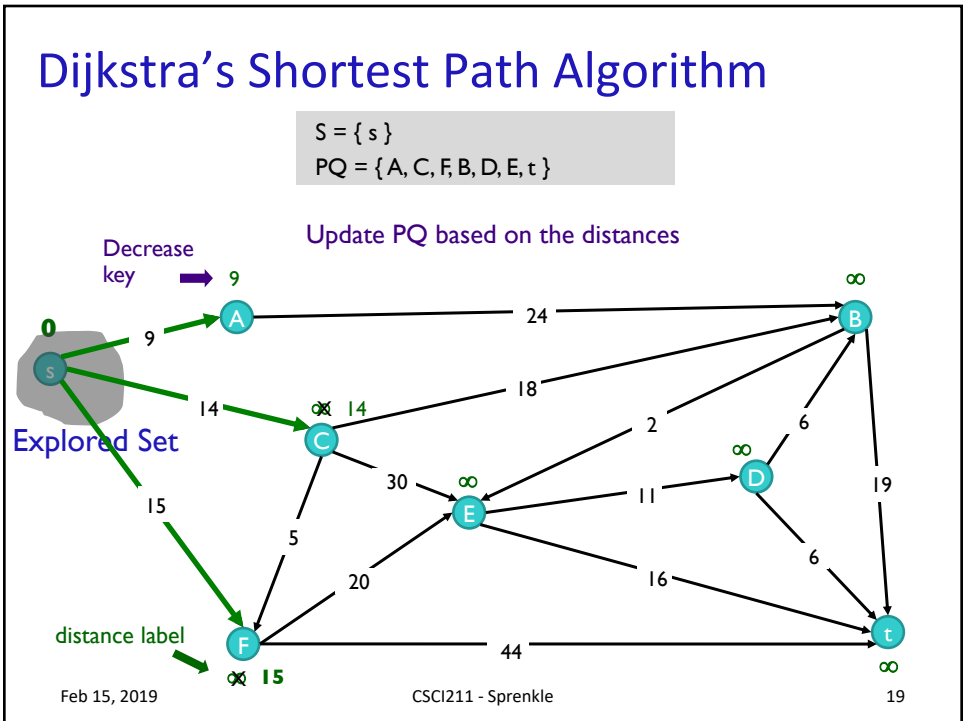 Dijkstra's Shortest Path Algorithm
S = { s }
PQ = { A, C, F, B, D, E, t }
Update PQ based on the distances
Decrease
key
9
∞
A
24
B
0
9
s
18
14
∞ 14
C
2
6
Explored Set
∞
D
30
∞
E
11
19
15
5
20
16
6
distance label
F
44
t
∞ 15
∞
Feb 15, 2019
CSCI211 - Sprenkle
19